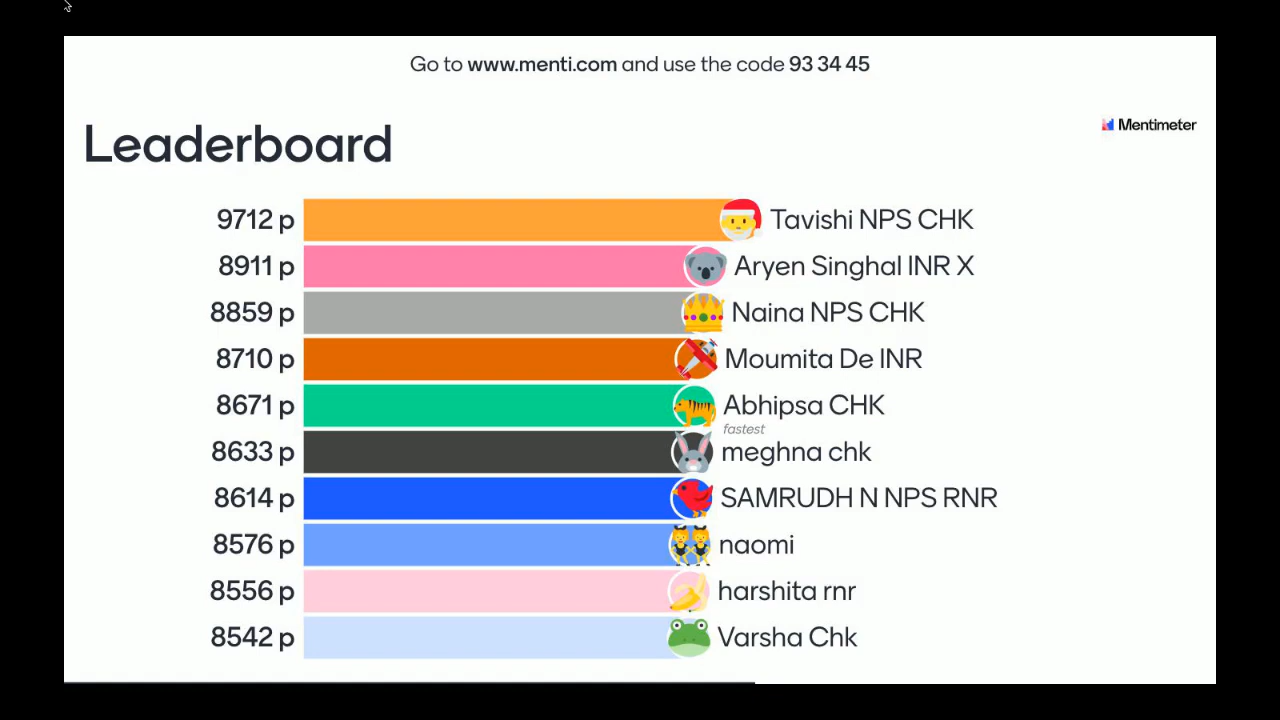 Go to www.menti.com and use the code 93 34 45
Leaderboard
Mentimeter
9712 p Tavishi NPS CHK
8911 p Aryen Singhal INR X
8859 p Naina NPS CHK
8710 p Moumita De INR
8671 p Abhipsa CHK
fastest
8633 p meghna chk
8614 p SAMRUDH N NPS RNR
8576 p naomi
8556 p harshita rnr
8542 p Varsha Chk